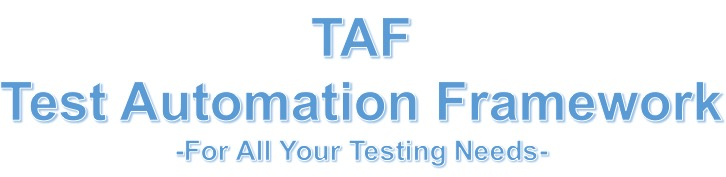 TAF
Test Automation Framework
-For All Your Testing Needs-